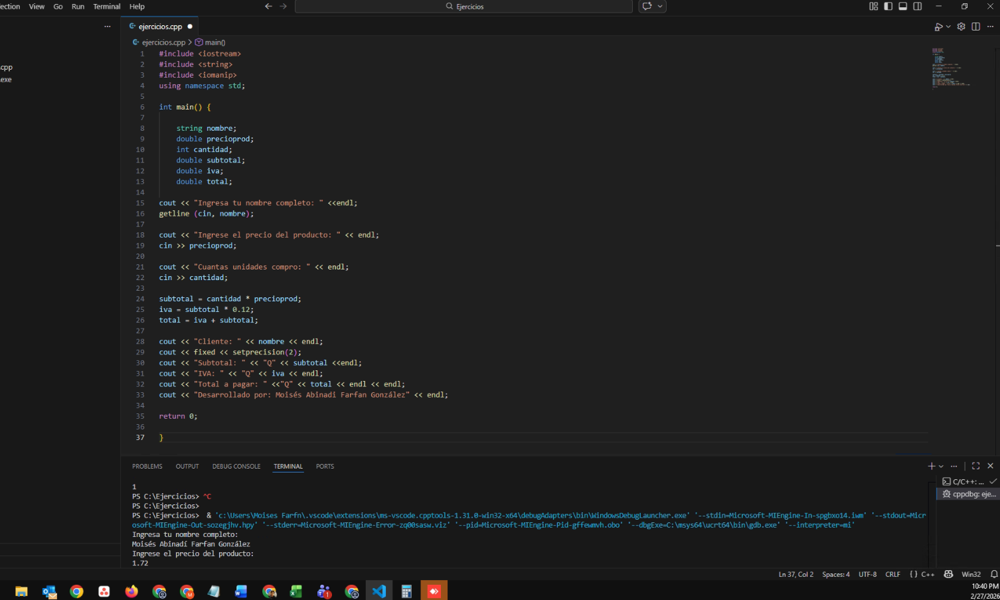 ection View Go Run Terminal Help
Ejercicios
ejercicios.cpp
ejercicios.cpp > main()
.cpp
.exe
1 #include <iostream>
2 #include <string>
3 #include <iomanip>
4 using namespace std;
5
6 int main() {
7
8 string nombre;
9 double precioprod;
10 int cantidad;
11 double subtotal;
12 double iva;
13 double total;
14
15 cout << "Ingresa tu nombre completo: " <<endl;
16 getline (cin, nombre);
17
18 cout << "Ingrese el precio del producto: " << endl;
19 cin >> precioprod;
20
21 cout << "Cuantas unidades compro: " << endl;
22 cin >> cantidad;
23
24 subtotal = cantidad * precioprod;
25 iva = subtotal * 0.12;
26 total = iva + subtotal;
27
28 cout << "Cliente: " << nombre << endl;
29 cout << fixed << setprecision(2);
30 cout << "Subtotal: " << "Q" << subtotal <<endl;
31 cout << "IVA: " << "Q" << iva << endl;
32 cout << "Total a pagar: " <<"Q" << total << endl << endl;
33 cout << "Desarrollado por: Moisés Abinadi Farfan González" << endl;
34
35 return 0;
36
37 }
PROBLEMS OUTPUT DEBUG CONSOLE TERMINAL PORTS
C/C++: ...
cppdbg: eje...
1
PS C:\Ejercicios> ^C
PS C:\Ejercicios>
PS C:\Ejercicios> & 'c:\Users\Moises Farfn\.vscode\extensions\ms-vscode.cpptools-1.31.0-win32-x64\debugAdapters\bin\WindowsDebugLauncher.exe' '--stdin=Microsoft-MIEngine-In-spgbxo14.iwm' '--stdout=Micr
osoft-MIEngine-Out-sozegjhv.hpy' '--stderr=Microsoft-MIEngine-Error-zq00sasw.viz' '--pid=Microsoft-MIEngine-Pid-gffewmvh.obo' '--dbgExe=C:\msys64\ucrt64\bin\gdb.exe' '--interpreter=mi'
Ingresa tu nombre completo:
Moisés Abinadí Farfan González
Ingrese el precio del producto:
1.72
Ln 37, Col 2 Spaces: 4 UTF-8 CRLF {} C++ Win32
10:40 PM
2/27/2026